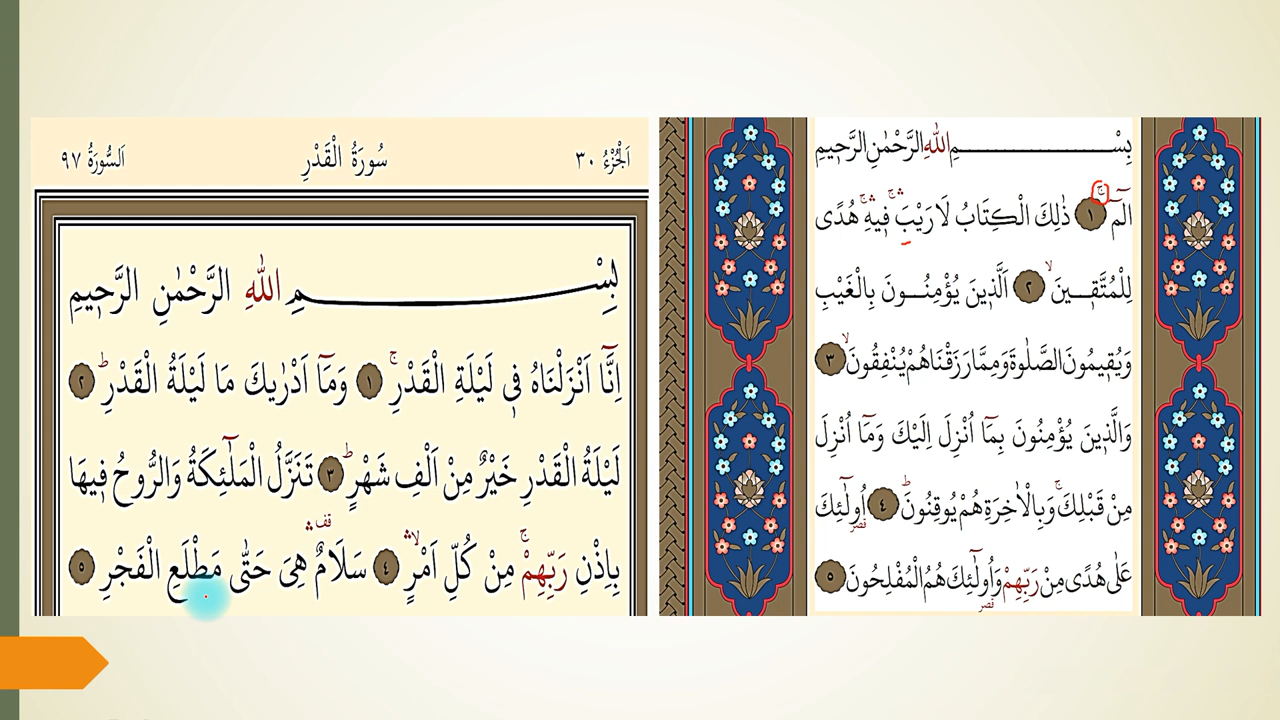 اَلْجُزْءُ ٣٠ سُورَةُ الْقَدْرِ اَلسُّورَةُ ٩٧
بِسْمِ اللّٰهِ الرَّحْمٰنِ الرَّح۪يمِ
اِنَّٓا اَنْزَلْنَاهُ ف۪ي لَيْلَةِ الْقَدْرِۚ ١ وَمَٓا اَدْرٰيكَ مَا لَيْلَةُ الْقَدْرِۜ ٢
لَيْلَةُ الْقَدْرِ خَيْرٌ مِنْ اَلْفِ شَهْرٍۜ ٣ تَنَزَّلُ الْمَلٰٓئِكَةُ وَالرُّوحُ ف۪يهَا
بِاِذْنِ رَبِّهِمْۚ مِنْ كُلِّ اَمْرٍۙۛ ٤ سَلَامٌ۠ۛ هِيَ حَتّٰى مَطْلَعِ الْفَجْرِ ٥
بِسْمِ اللّٰهِ الرَّحْمٰنِ الرَّح۪يمِ
الٓمٓۚ ١ ذٰلِكَ الْكِتَابُ لَا رَيْبَۚۛ ف۪يهِۚۛ هُدًى
لِلْمُتَّق۪ينَۙ ٢ اَلَّذ۪ينَ يُؤْمِنُونَ بِالْغَيْبِ
وَيُق۪يمُونَ الصَّلٰوةَ وَمِمَّا رَزَقْنَاهُمْ يُنْفِقُونَۙ ٣
وَالَّذ۪ينَ يُؤْمِنُونَ بِمَٓا اُنْزِلَ اِلَيْكَ وَمَٓا اُنْزِلَ
مِنْ قَبْلِكَۚ وَبِالْاٰخِرَةِ هُمْ يُوقِنُونَۜ ٤ اُو۬لٰٓئِكَ
عَلٰى هُدًى مِنْ رَبِّهِمْ وَاُو۬لٰٓئِكَ هُمُ الْمُفْلِحُونَ ٥